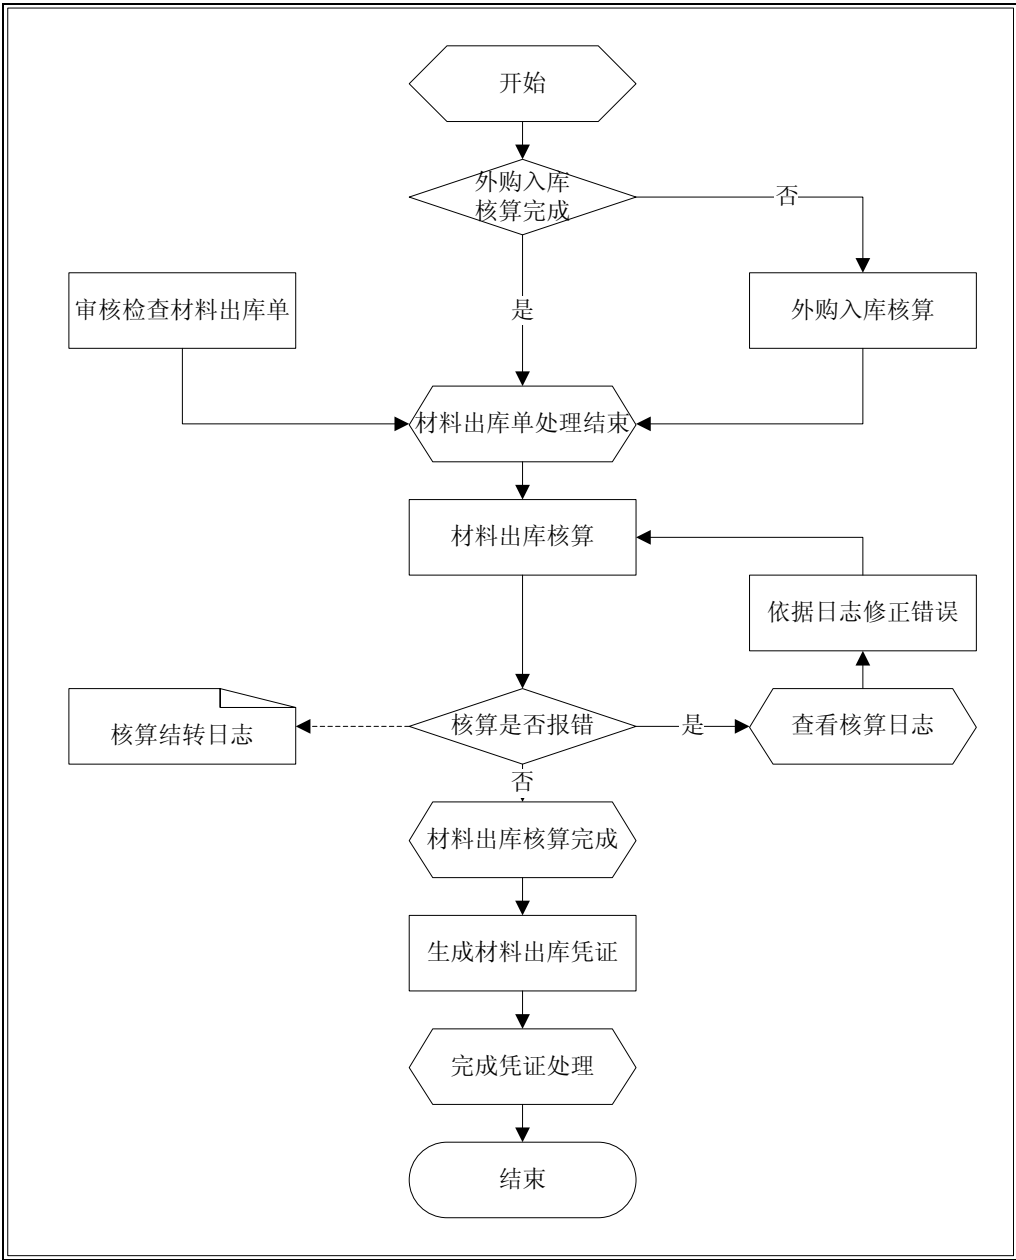 开始
外购入库
核算完成
否
审核检查材料出库单
是
外购入库核算
材料出库单处理结束
材料出库核算
依据日志修正错误
核算结转日志
核算是否报错
是
查看核算日志
否
材料出库核算完成
生成材料出库凭证
完成凭证处理
结束